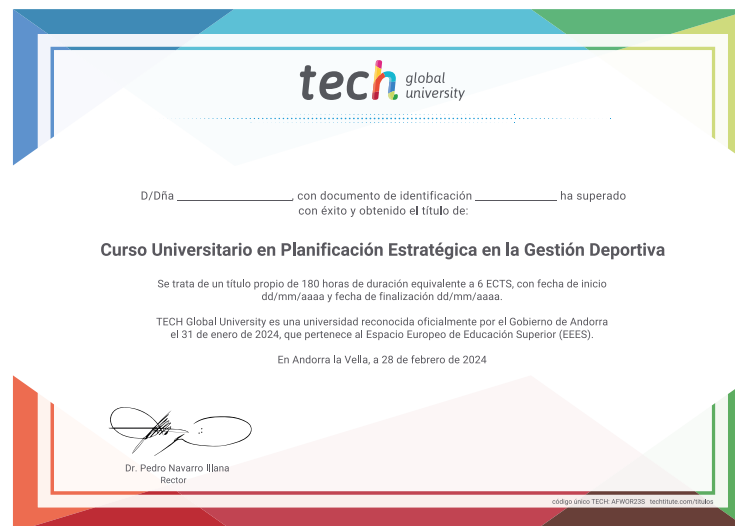 tech global university
D/Dña ______________, con documento de identificación __________ ha superado
con éxito y obtenido el título de:
Curso Universitario en Planificación Estratégica en la Gestión Deportiva
Se trata de un título propio de 180 horas de duración equivalente a 6 ECTS, con fecha de inicio
dd/mm/aaaa y fecha de finalización dd/mm/aaaa.
TECH Global University es una universidad reconocida oficialmente por el Gobierno de Andorra
el 31 de enero de 2024, que pertenece al Espacio Europeo de Educación Superior (EEES).
En Andorra la Vella, a 28 de febrero de 2024
Dr. Pedro Navarro Illana
Rector
código único TECH: AFWOR23S techtitute.com/titulos